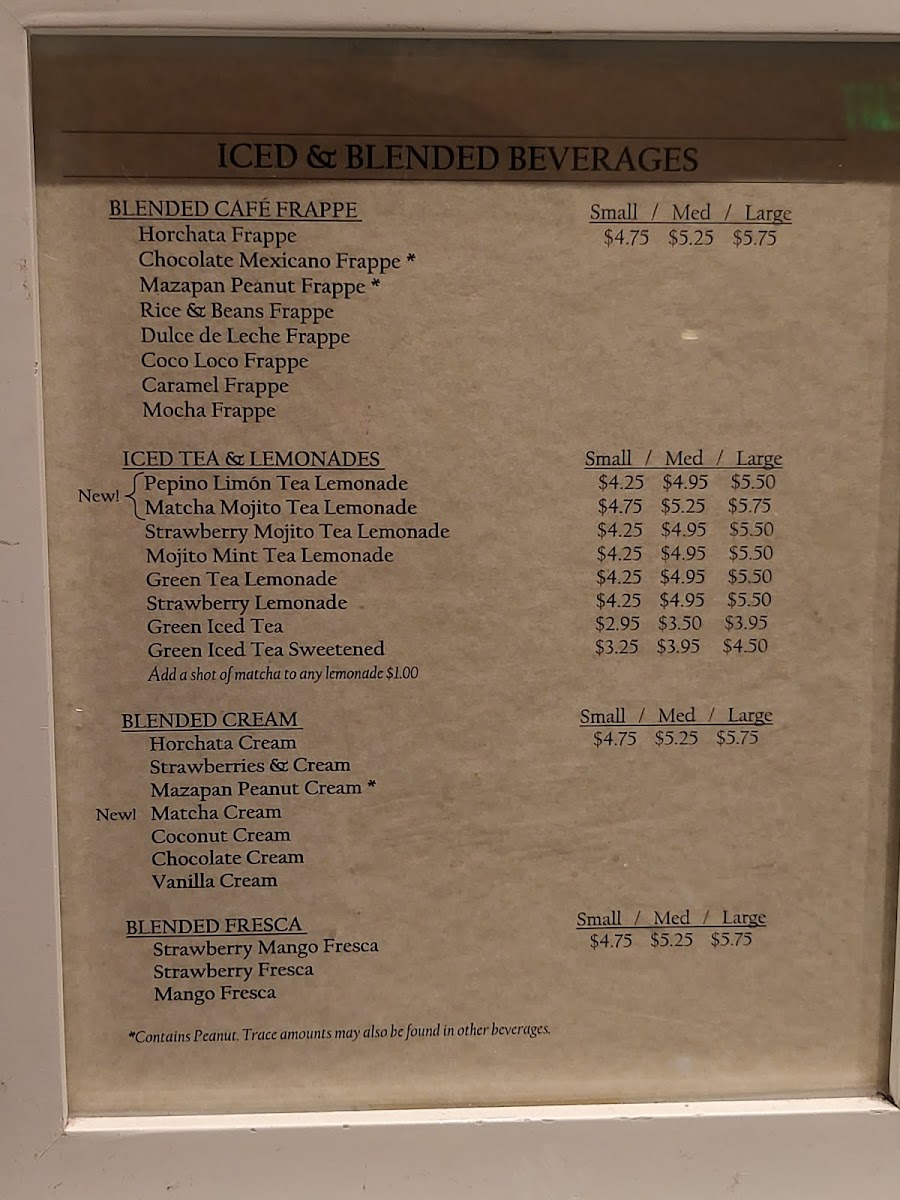 ICED & BLENDED BEVERAGES
BLENDED CAFÉ FRAPPE Small / Med / Large
Horchata Frappe $4.75 $5.25 $5.75
Chocolate Mexicano Frappe *
Mazapan Peanut Frappe *
Rice & Beans Frappe
Dulce de Leche Frappe
Coco Loco Frappe
Caramel Frappe
Mocha Frappe
ICED TEA & LEMONADES Small / Med / Large
New! Pepino Limón Tea Lemonade $4.25 $4.95 $5.50
Matcha Mojito Tea Lemonade $4.75 $5.25 $5.75
Strawberry Mojito Tea Lemonade $4.25 $4.95 $5.50
Mojito Mint Tea Lemonade $4.25 $4.95 $5.50
Green Tea Lemonade $4.25 $4.95 $5.50
Strawberry Lemonade $4.25 $4.95 $5.50
Green Iced Tea $2.95 $3.50 $3.95
Green Iced Tea Sweetened $3.25 $3.95 $4.50
Add a shot of matcha to any lemonade $1.00
BLENDED CREAM Small / Med / Large
Horchata Cream $4.75 $5.25 $5.75
Strawberries & Cream
Mazapan Peanut Cream *
New! Matcha Cream
Coconut Cream
Chocolate Cream
Vanilla Cream
BLENDED FRESCA Small / Med / Large
Strawberry Mango Fresca $4.75 $5.25 $5.75
Strawberry Fresca
Mango Fresca
*Contains Peanut. Trace amounts may also be found in other beverages.